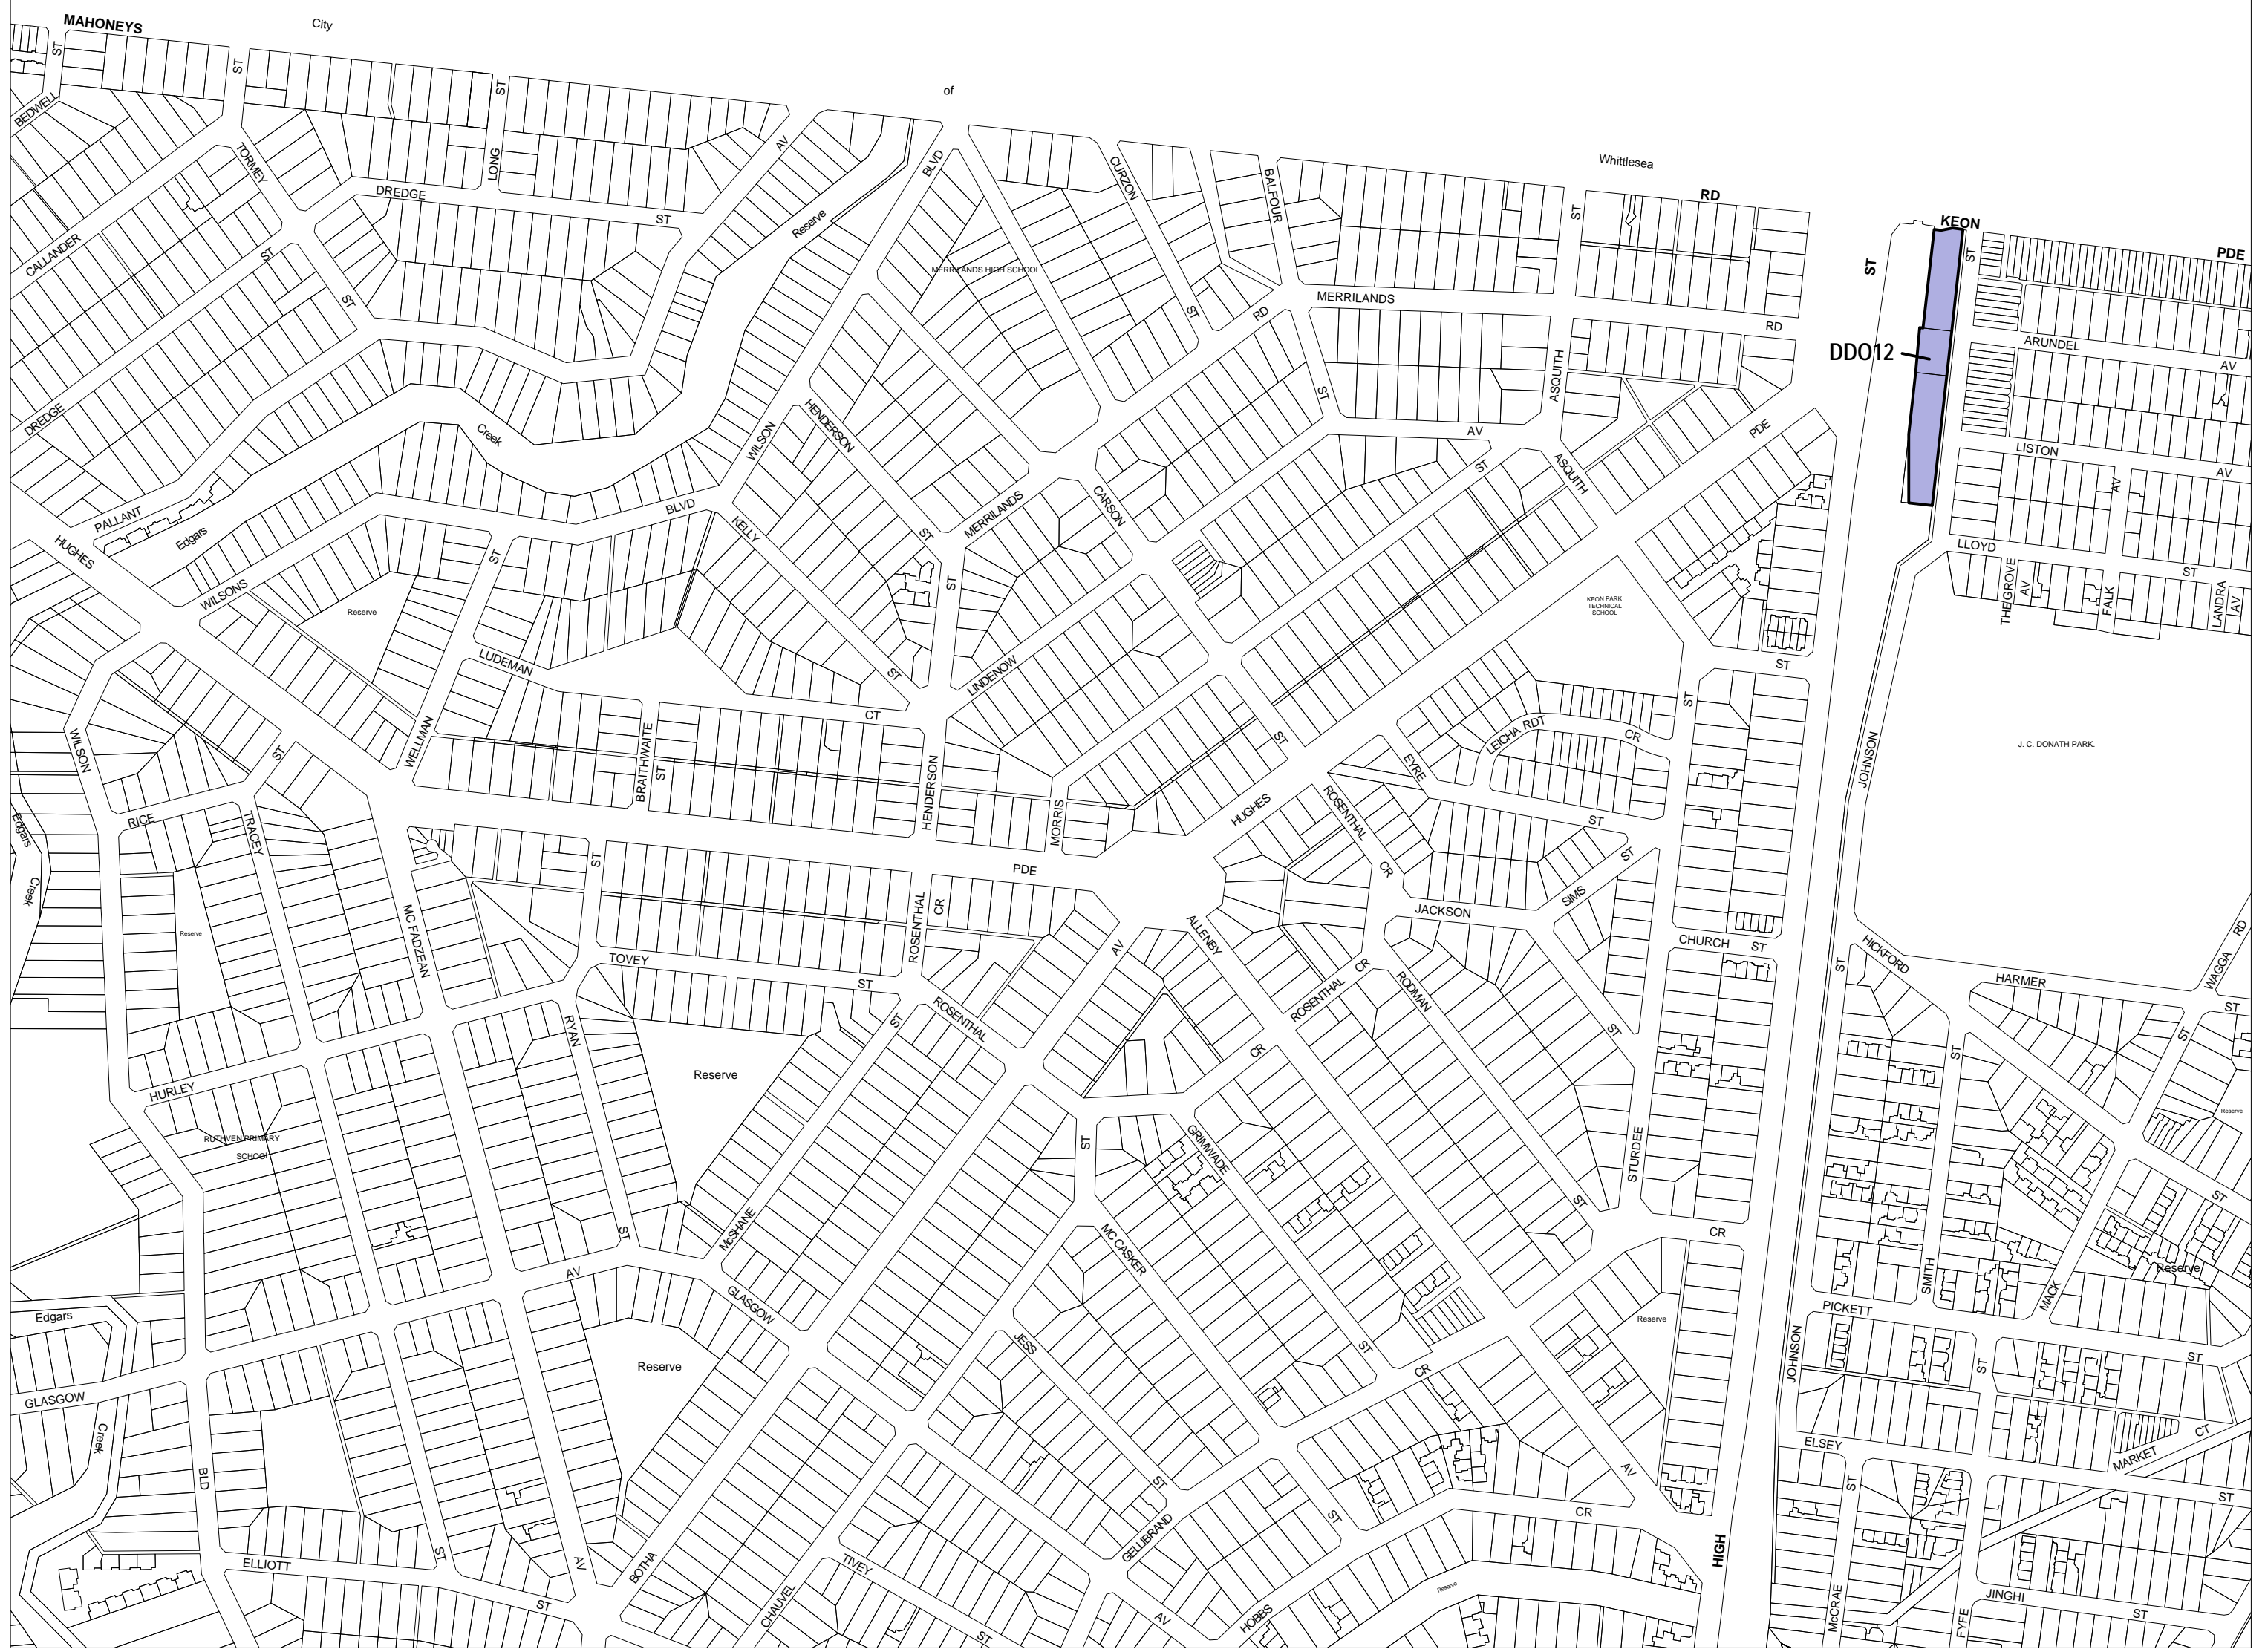 MAHONEYS
City
ST
ST
ST
BEDWELL
of
AV
TORMEY
LONG
BLVD
CURZON
BALFOUR
Whittlesea
RD
DREDGE
ST
ST
Reserve
KEON
ST
PDE
CALLANDER
ST
MERRILANDS HIGH SCHOOL
ST
ST
ST
RD
MERRILANDS
RD
DDO12
ARUNDEL
AV
ASQUITH
ST
DREDGE
Creek
HENDERSON
WILSON
AV
PDE
LISTON
AV
ST
ASQUITH
AV
PALLANT
Edgars
BLVD
MERRILANDS
CARSON
KELLY
ST
HUGHES
ST
LLOYD
ST
WILSONS
Reserve
ST
KEON PARK
TECHNICAL
SCHOOL
THE GROVE
AV
FALK
LANDRA
AV
LUDEMAN
ST
LINDENOW
ST
CT
ST
WELLMAN
ST
WILSON
BRAITHWAITE
ST
ST
EYRE
LEICHA RDT
CR
J. C. DONATH PARK.
JOHNSON
HENDERSON
MORRIS
HUGHES
ROSENTHAL
CR
RICE
TRACEY
Edgars
Creek
ST
PDE
ST
ST
SIMS
ROSENTHAL
CR
JACKSON
MC FADZEAN
Reserve
ALLENBY
AV
CHURCH
ST
ST
HICKFORD
HARMER
WAGGA
RD
ST
TOVEY
ST
CR
ROSENTHAL
RODMAN
ROSENTHAL
ST
RYAN
ST
ST
ST
CR
Reserve
HURLEY
RUTHVEN PRIMARY
SCHOOL
ST
GRIMWADE
STURDEE
Reserve
ST
ST
McSHANE
ST
MC CASKER
CR
AV
GLASGOW
SMITH
MACK
Reserve
Edgars
PICKETT
Reserve
JOHNSON
JESS
ST
CR
ST
ST
Reserve
GLASGOW
Creek
ELSEY
MARKET
CT
BLD
ST
AV
ST
ST
GELLIBRAND
ST
CR
HIGH
ELLIOTT
ST
AV
BOTHA
TIVEY
CHAUVEL
ST
ST
AV
HOBBS
Reserve
McCRAE
FYFE
JINGHI
ST